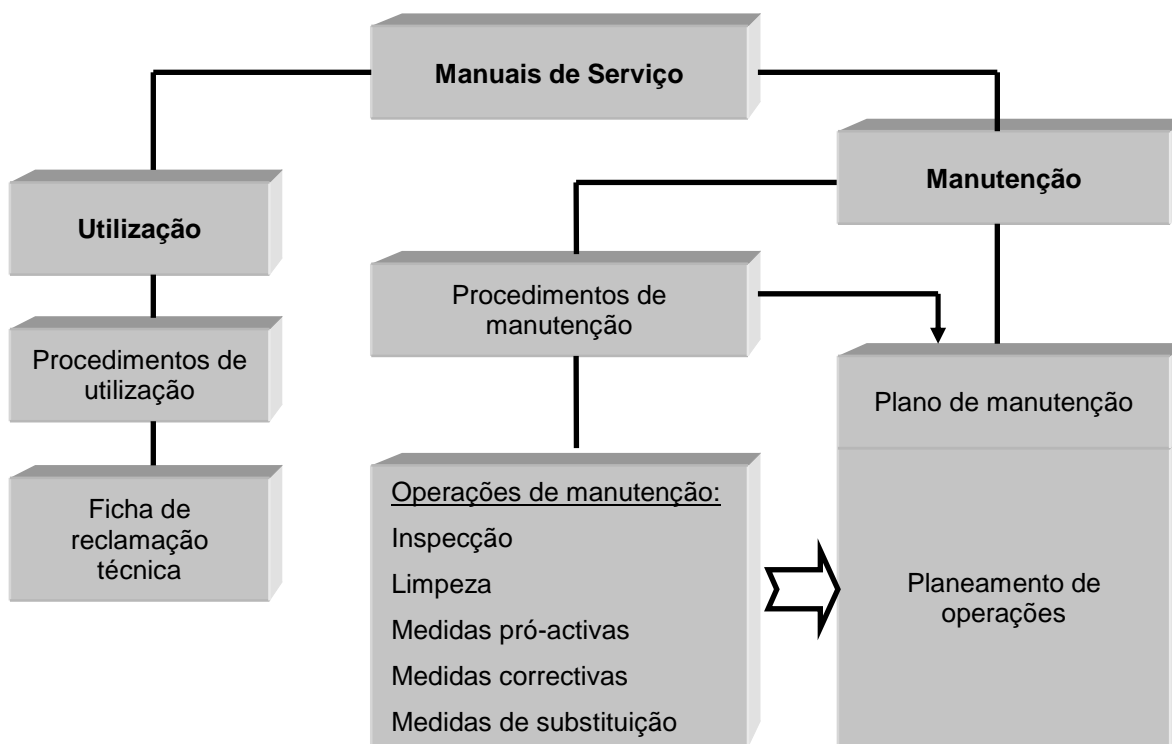 Manuais de Serviço
Manutenção
Utilização
Procedimentos de
manutenção
Procedimentos de
utilização
Plano de manutenção
Ficha de
reclamação
técnica
Operações de manutenção:
Inspecção
Limpeza
Medidas pró-activas
Medidas correctivas
Medidas de substituição
Planeamento de
operações